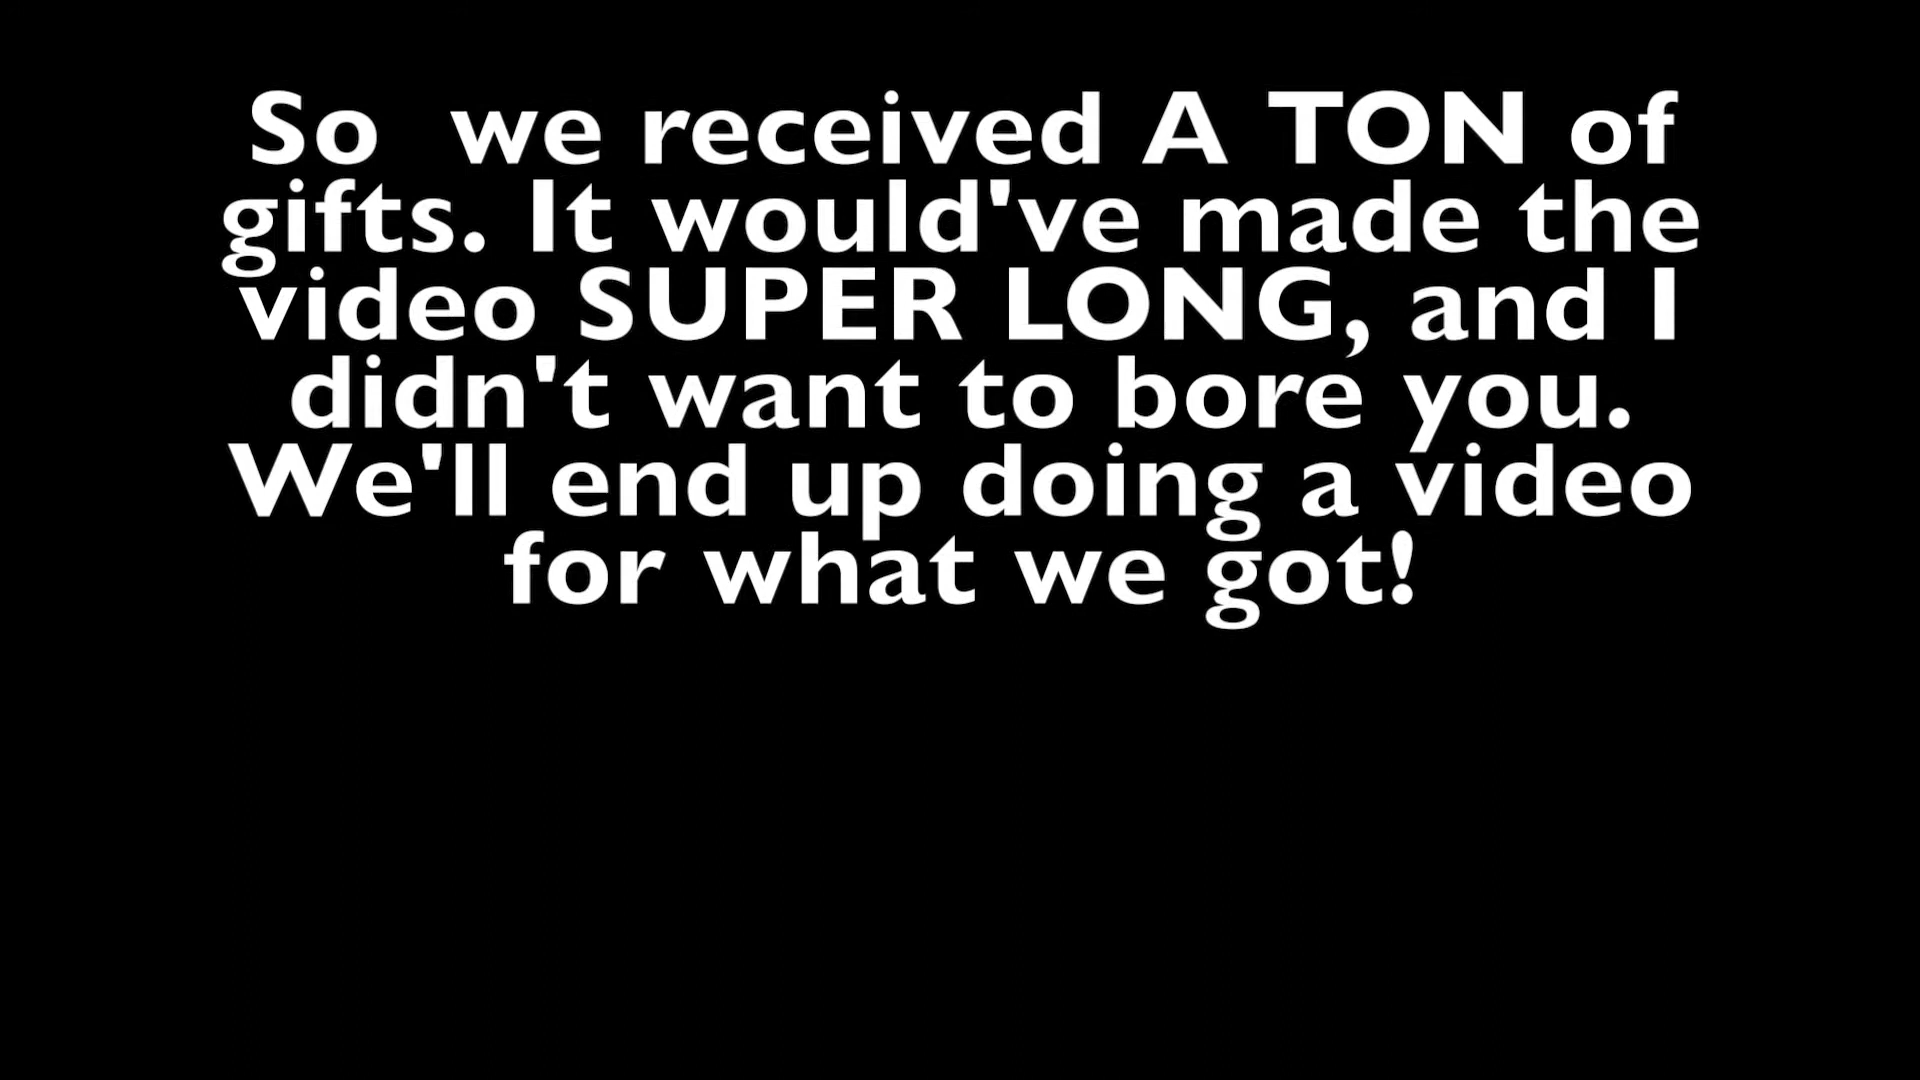 So  we received A TON of
gifts. It would've made the
video SUPER LONG, and I
didn't want to bore you.
We'll end up doing a video
for what we got!